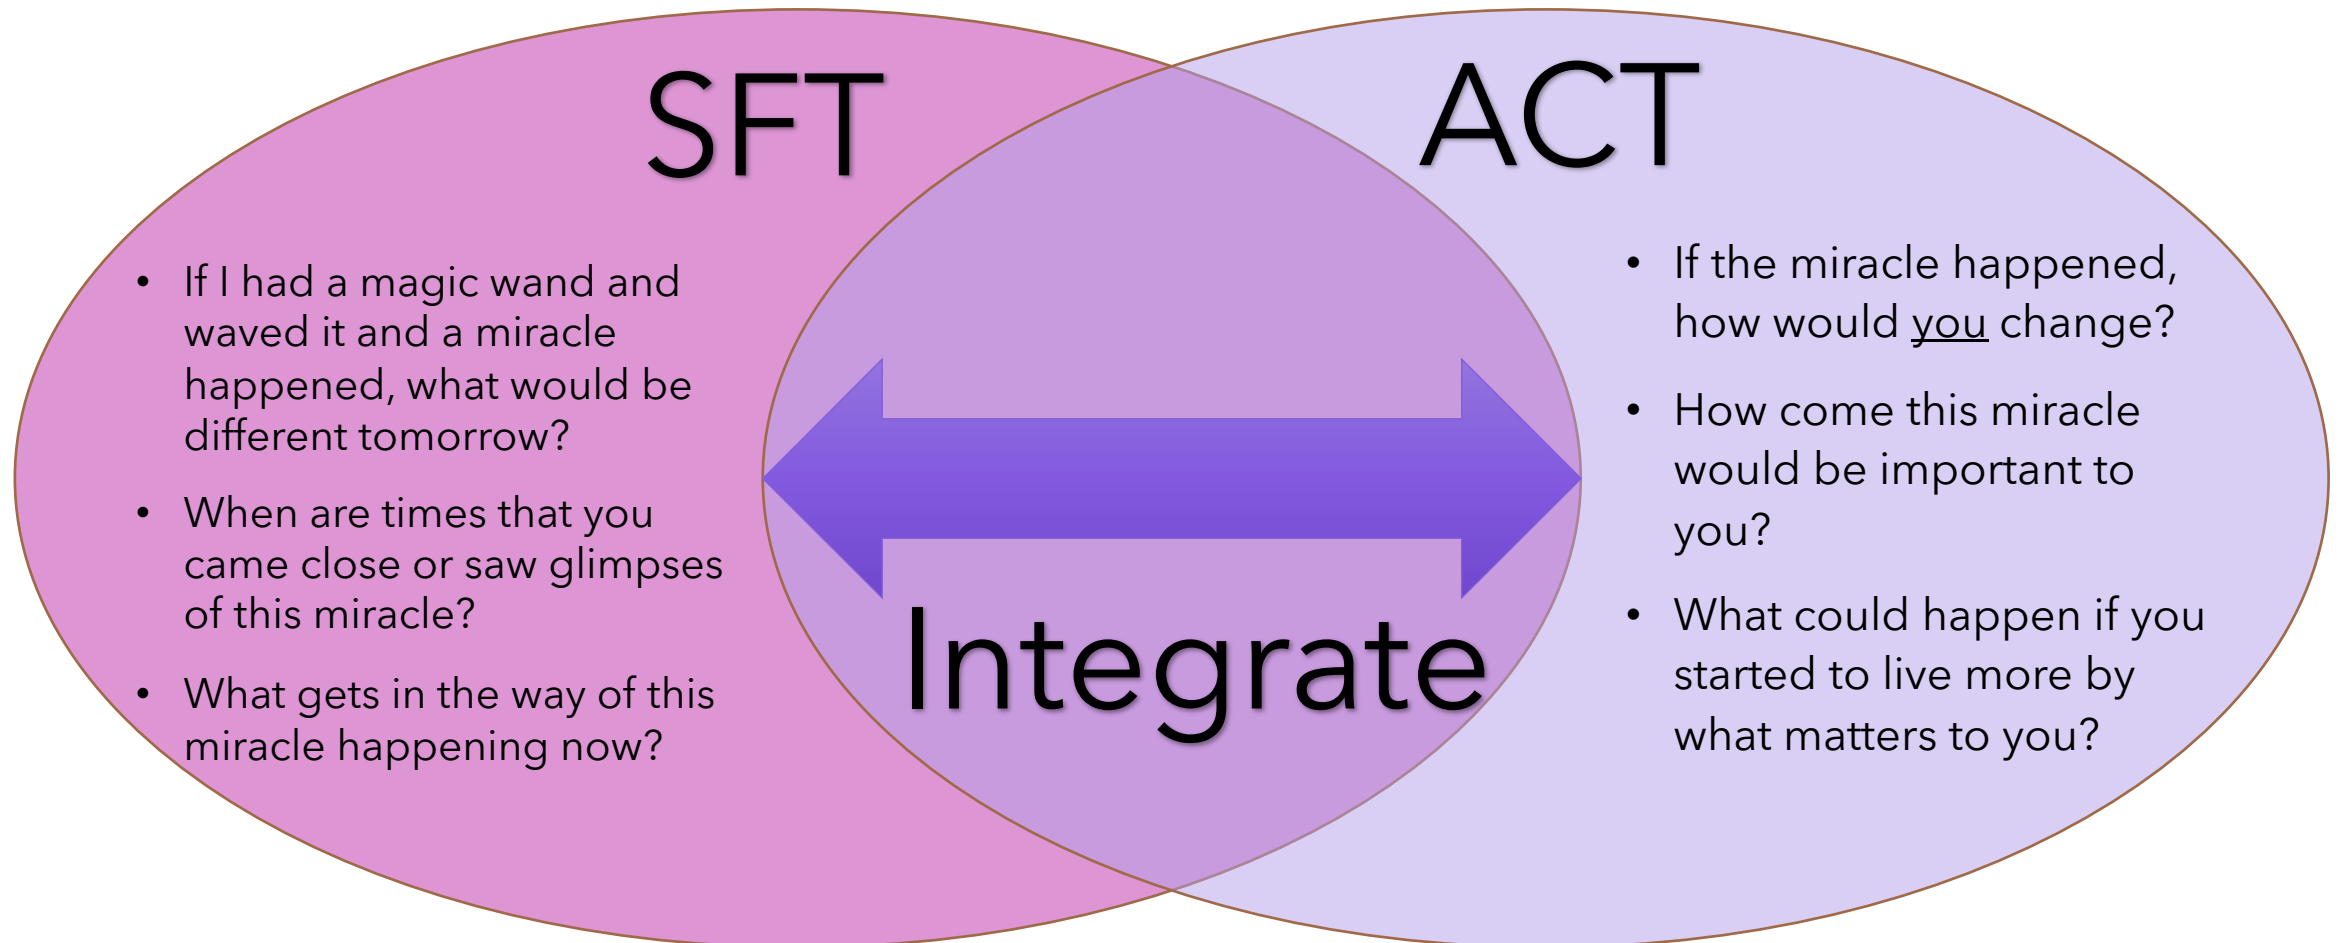 SFT
• If I had a magic wand and
waved it and a miracle
happened, what would be
different tomorrow?
• When are times that you
came close or saw glimpses
of this miracle?
• What gets in the way of this
miracle happening now?
Integrate
ACT
• If the miracle happened,
how would you change?
• How come this miracle
would be important to
you?
• What could happen if you
started to live more by
what matters to you?